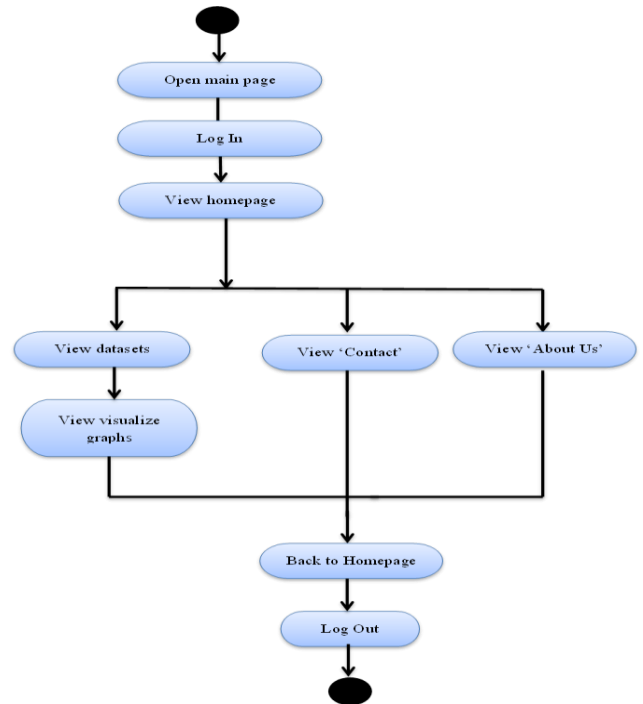 Open main page
Log In
View homepage
View datasets
View ‘Contact’
View ‘About Us’
View visualize
graphs
Back to Homepage
Log Out